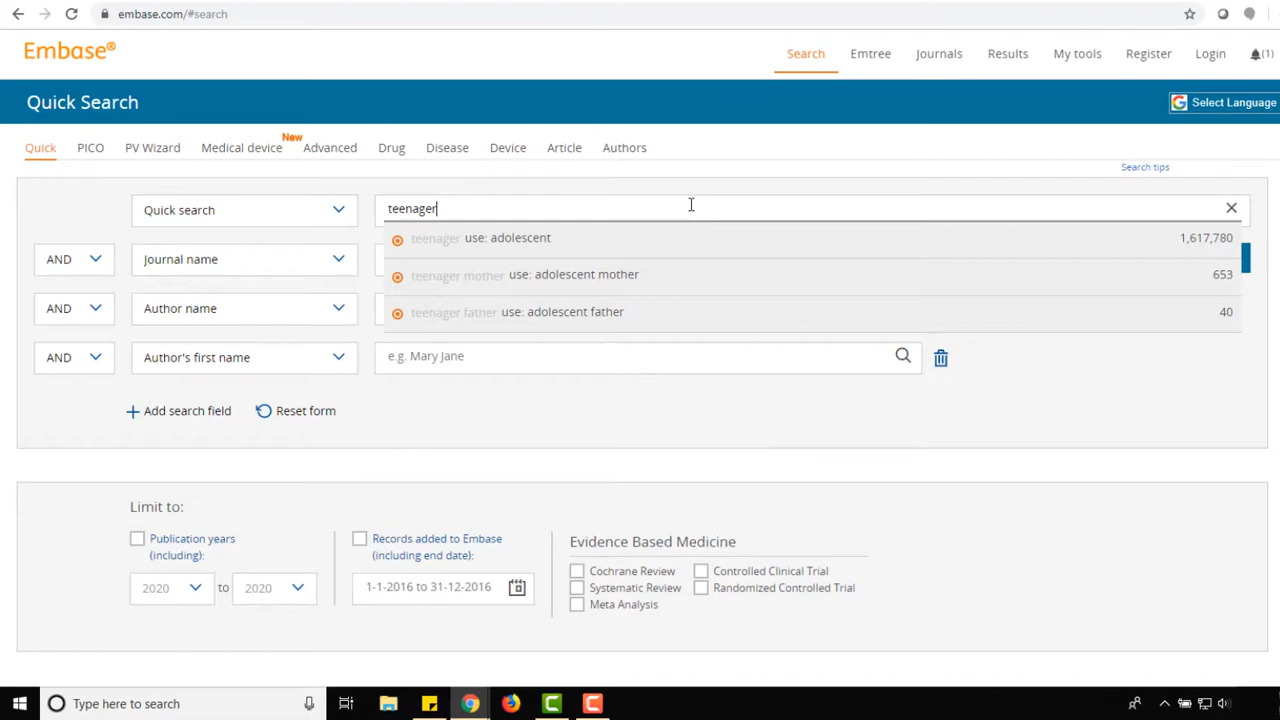 embase.com/#search
Embase®
Search Emtree Journals Results My tools Register Login (1)
Quick Search
G Select Language
New
Quick PICO PV Wizard Medical device Advanced Drug Disease Device Article Authors
Search tips
Quick search teenager
teenager use: adolescent 1,617,780
AND Journal name
teenager mother use: adolescent mother 653
AND Author name
teenager father use: adolescent father 40
AND Author's first name e.g. Mary Jane
Add search field Reset form
Limit to:
Publication years Records added to Embase
(including): (including end date):
Evidence Based Medicine
Cochrane Review Controlled Clinical Trial
2020 to 2020 1-1-2016 to 31-12-2016 Systematic Review Randomized Controlled Trial
Meta Analysis
Type here to search